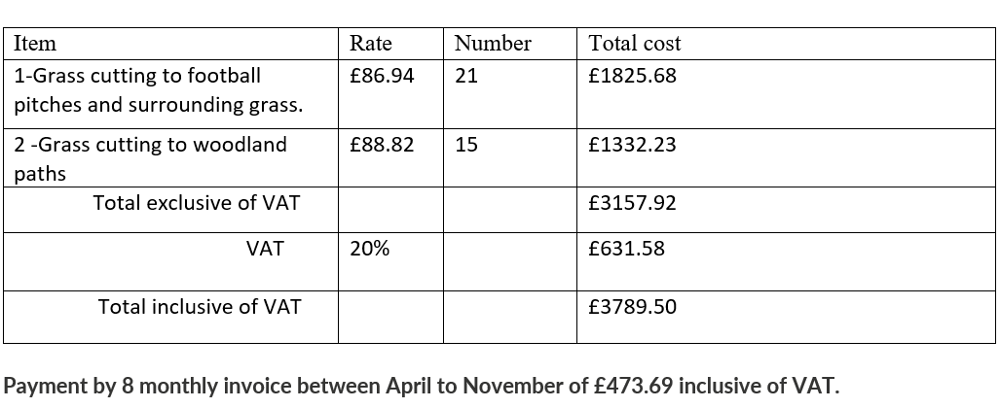 Item Rate Number Total cost
1-Grass cutting to football £86.94 21 £1825.68
pitches and surrounding grass.
2 -Grass cutting to woodland £88.82 15 £1332.23
paths
Total exclusive of VAT £3157.92
VAT 20% £631.58
Total inclusive of VAT £3789.50
Payment by 8 monthly invoice between April to November of £473.69 inclusive of VAT.